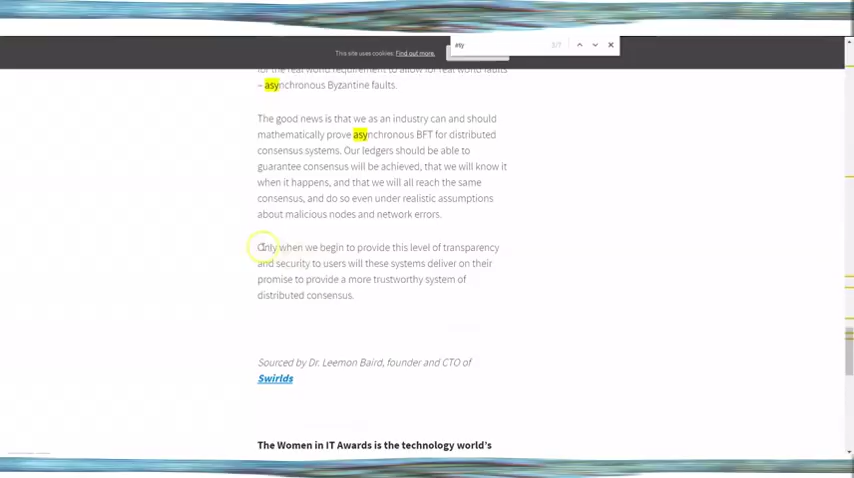 This site uses cookies: Find out more.
asy
for the real world requirement to allow for real world faults
– asynchronous Byzantine faults.
The good news is that we as an industry can and should
mathematically prove asynchronous BFT for distributed
consensus systems. Our ledgers should be able to
guarantee consensus will be achieved, that we will know it
when it happens, and that we will all reach the same
consensus, and do so even under realistic assumptions
about malicious nodes and network errors.
Only when we begin to provide this level of transparency
and security to users will these systems deliver on their
promise to provide a more trustworthy system of
distributed consensus.
Sourced by Dr. Leemon Baird, founder and CTO of
Swirlds
The Women in IT Awards is the technology world's